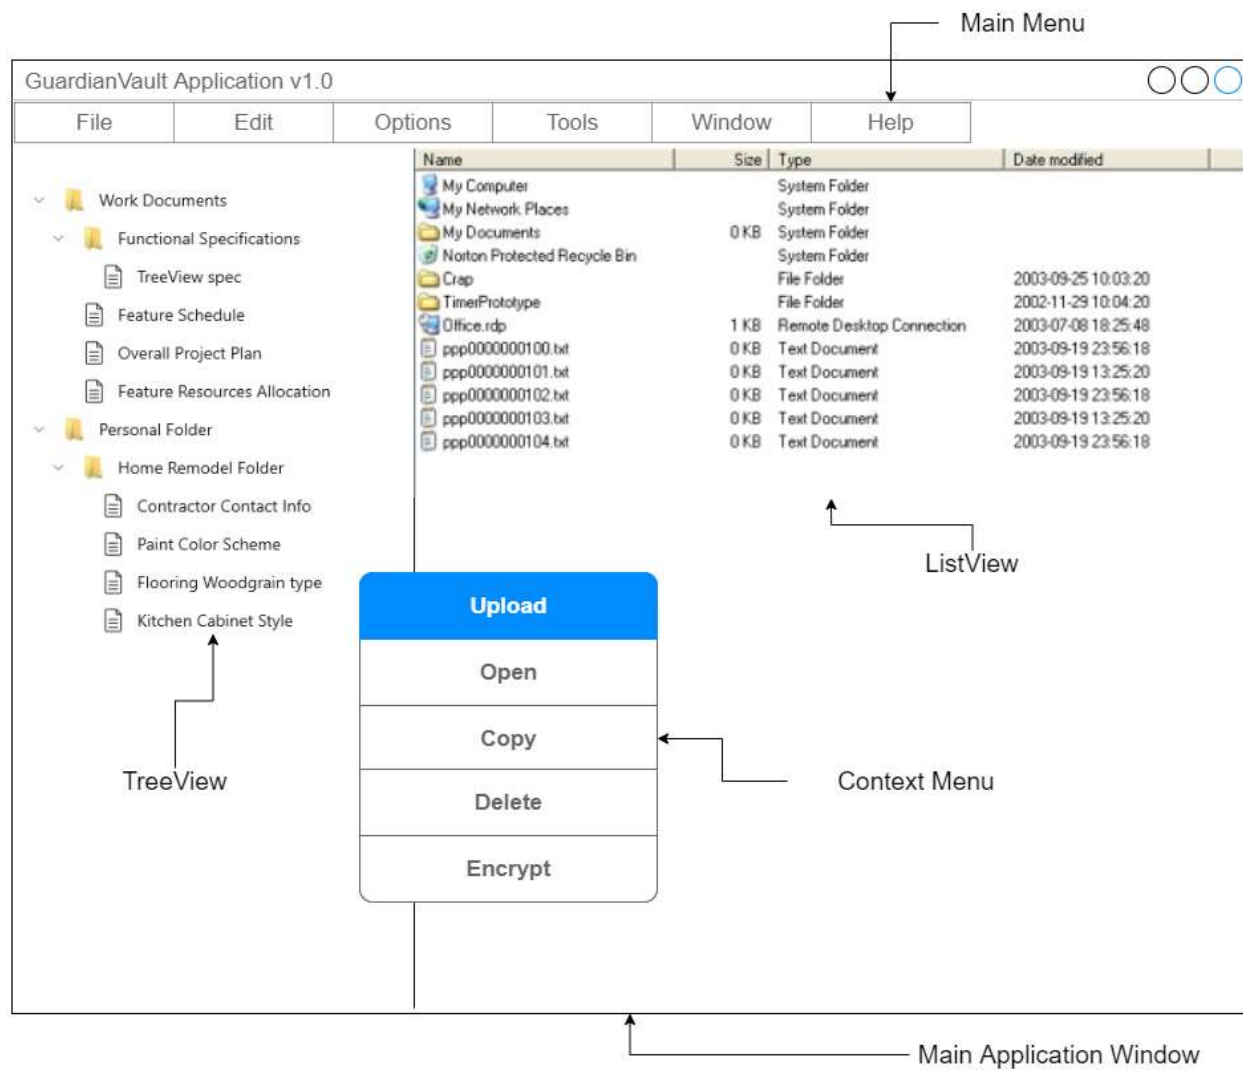 Main Menu
GuardianVault Application v1.0
File Edit Options Tools Window Help
Name Size Type Date modified
Work Documents
Functional Specifications
TreeView spec
Feature Schedule
Overall Project Plan
Feature Resources Allocation
Personal Folder
Home Remodel Folder
Contractor Contact Info
Paint Color Scheme
Flooring Woodgrain type
Kitchen Cabinet Style
My Computer System Folder
My Network Places System Folder
My Documents 0 KB System Folder
Norton Protected Recycle Bin System Folder
Crap File Folder 2003-09-25 10:03:20
TimerPrototype File Folder 2002-11-29 10:04:20
Office.rdp 1 KB Remote Desktop Connection 2003-07-08 18:25:48
ppp0000000100.txt 0 KB Text Document 2003-09-19 23:56:18
ppp0000000101.txt 0 KB Text Document 2003-09-19 13:25:20
ppp0000000102.txt 0 KB Text Document 2003-09-19 23:56:18
ppp0000000103.txt 0 KB Text Document 2003-09-19 13:25:20
ppp0000000104.txt 0 KB Text Document 2003-09-19 23:56:18
ListView
Upload
Open
Copy
Delete
Encrypt
TreeView
Context Menu
Main Application Window